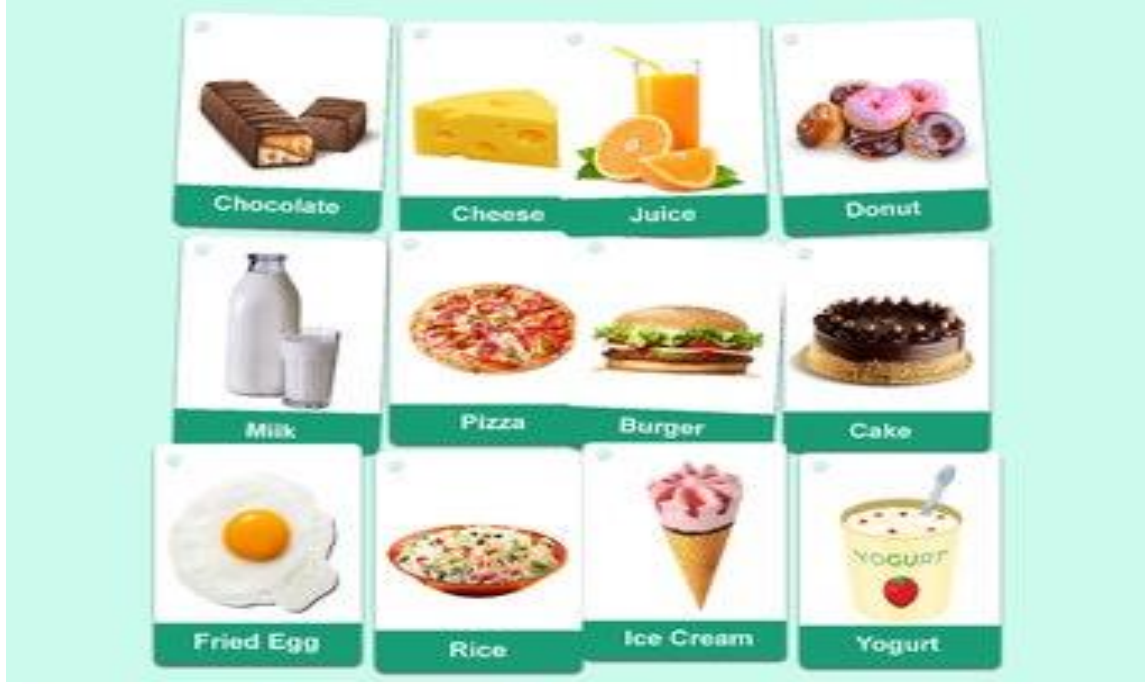 Chocolate
Cheese
Juice
Donut
Milk
Pizza
Burger
Cake
YOGURT
Fried Egg
Rice
Ice Cream
Yogurt